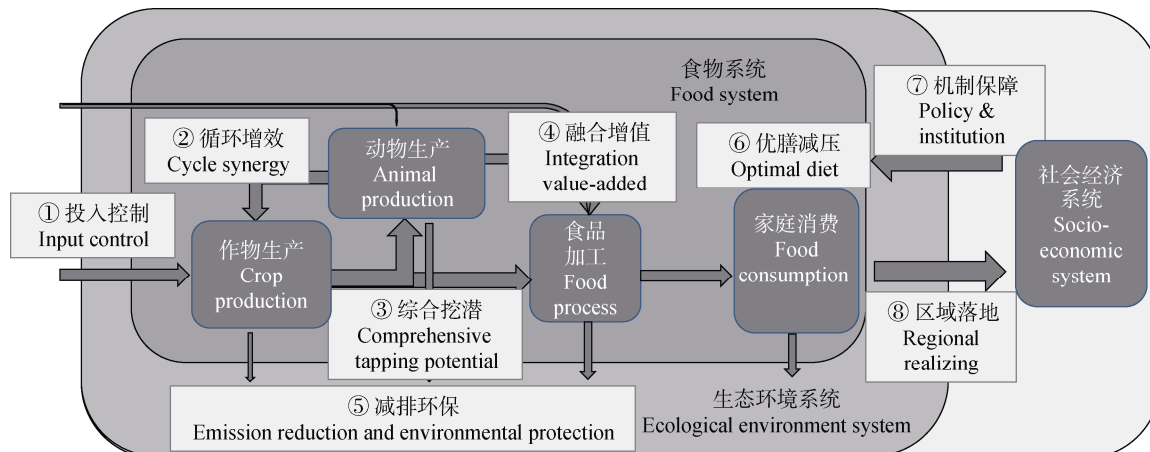 食物系统
Food system
⑦ 机制保障
Policy &
institution
② 循环增效
Cycle synergy
动物生产
Animal
production
④ 融合增值
Integration
value-added
⑥ 优膳减压
Optimal diet
社会经济
系统
Socio-
economic
system
① 投入控制
Input control
作物生产
Crop
production
食品
加工
Food
process
家庭消费
Food
consumption
③ 综合挖潜
Comprehensive
tapping potential
⑧ 区域落地
Regional
realizing
⑤ 减排环保
Emission reduction and environmental protection
生态环境系统
Ecological environment system